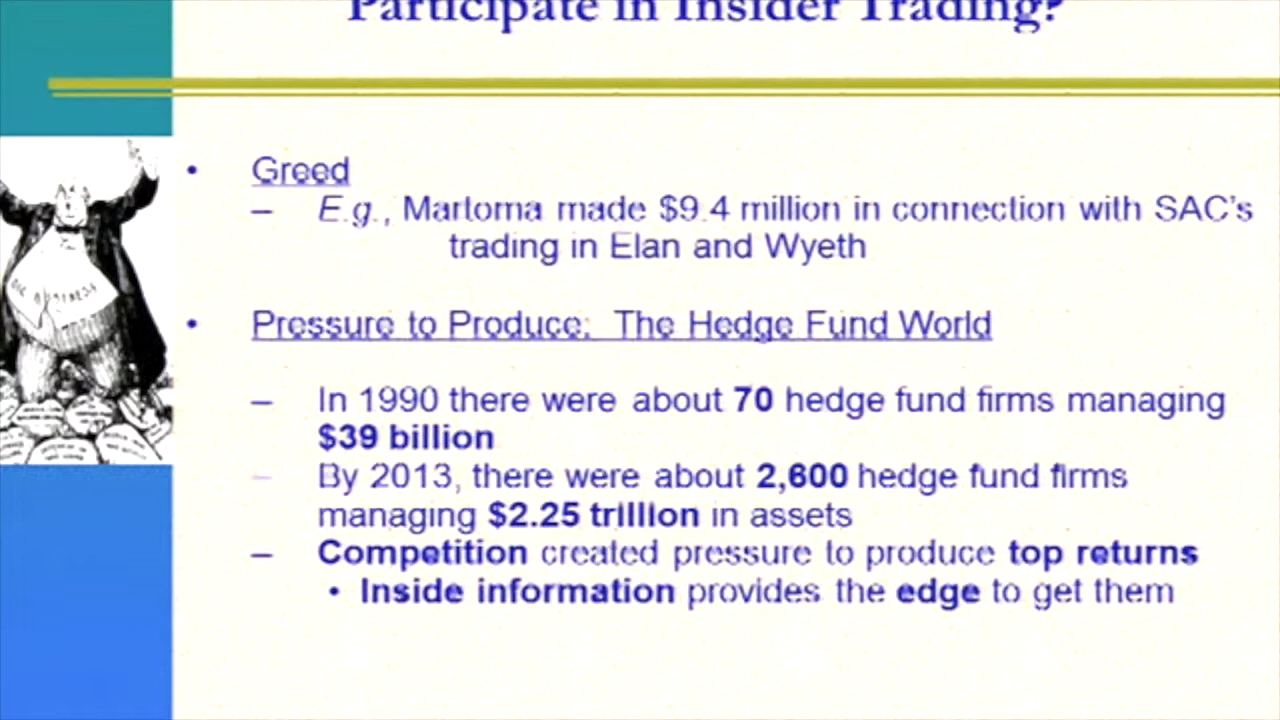 Participate in Insider Trading?
• Greed
– E.g., Martoma made $9.4 million in connection with SAC's
trading in Elan and Wyeth
• Pressure to Produce: The Hedge Fund World
– In 1990 there were about 70 hedge fund firms managing
$39 billion
– By 2013, there were about 2,600 hedge fund firms
managing $2.25 trillion in assets
– Competition created pressure to produce top returns
• Inside information provides the edge to get them
BIG BUSINESS